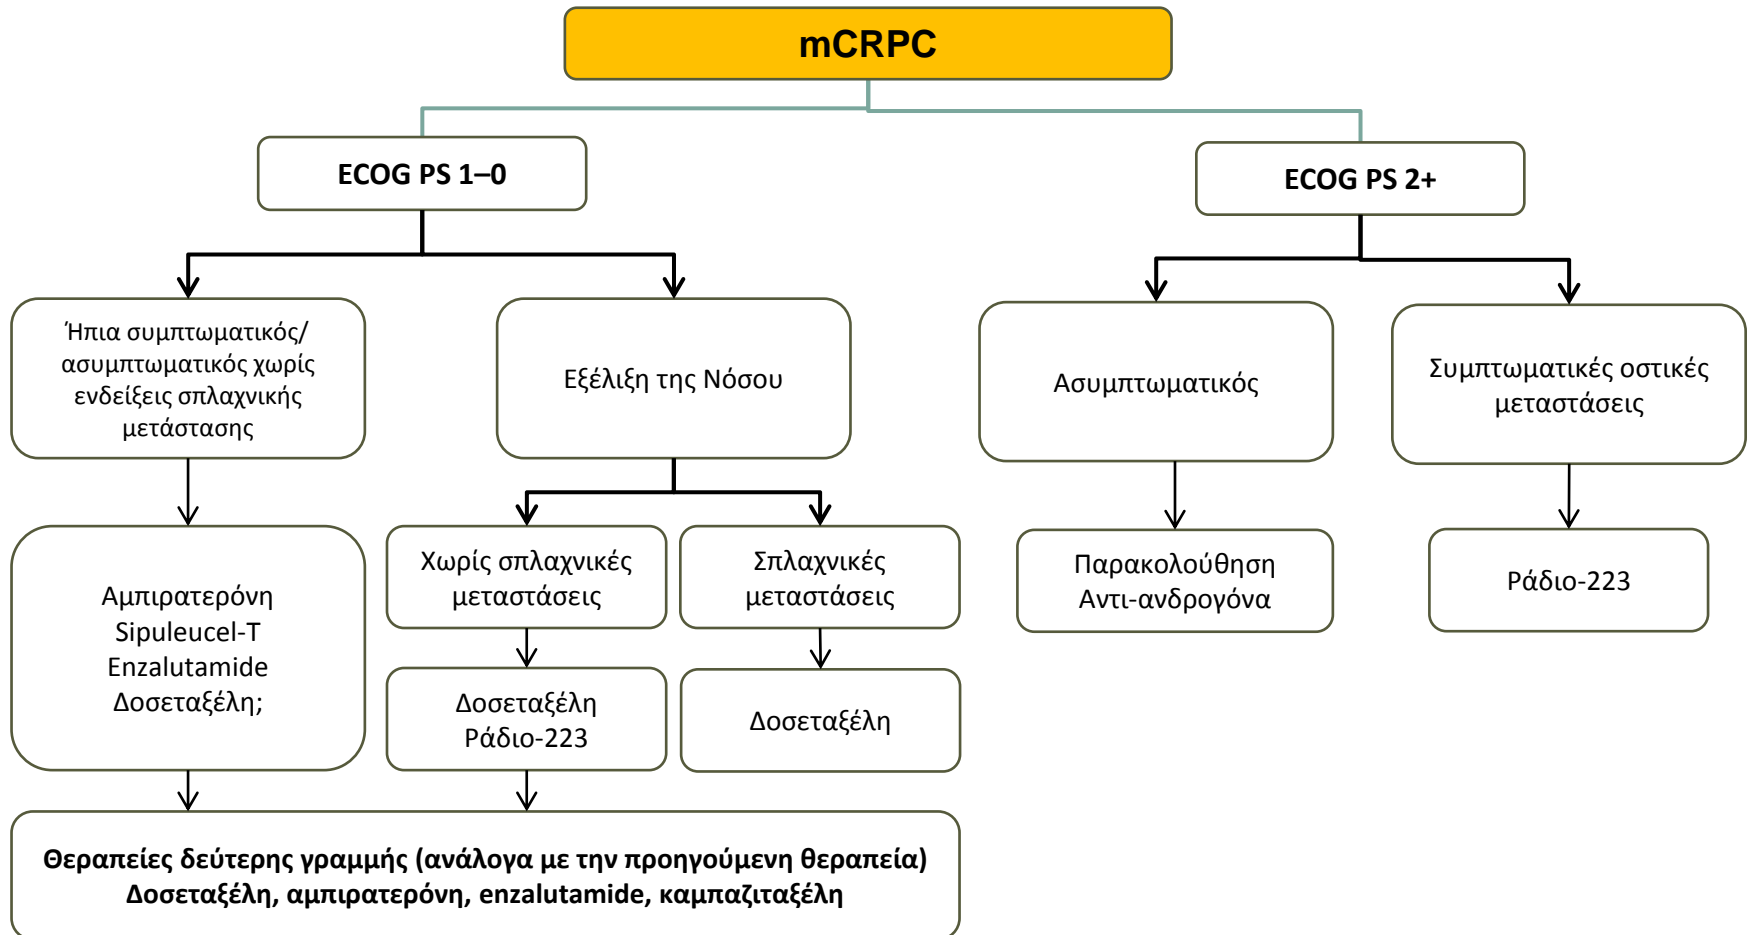 mCRPC
ECOG PS 1–0
ECOG PS 2+
Ήπια συμπτωματικός/
ασυμπτωματικός χωρίς
ενδείξεις σπλαχνικής
μετάστασης
Εξέλιξη της Νόσου
Ασυμπτωματικός
Συμπτωματικές οστικές
μεταστάσεις
Αμπιρατερόνη
Sipuleucel-T
Enzalutamide
Δοσεταξέλη;
Χωρίς σπλαχνικές
μεταστάσεις
Σπλαχνικές
μεταστάσεις
Παρακολούθηση
Αντι-ανδρογόνα
Ράδιο-223
Δοσεταξέλη
Ράδιο-223
Δοσεταξέλη
Θεραπείες δεύτερης γραμμής (ανάλογα με την προηγούμενη θεραπεία)
Δοσεταξέλη, αμπιρατερόνη, enzalutamide, καμπαζιταξέλη